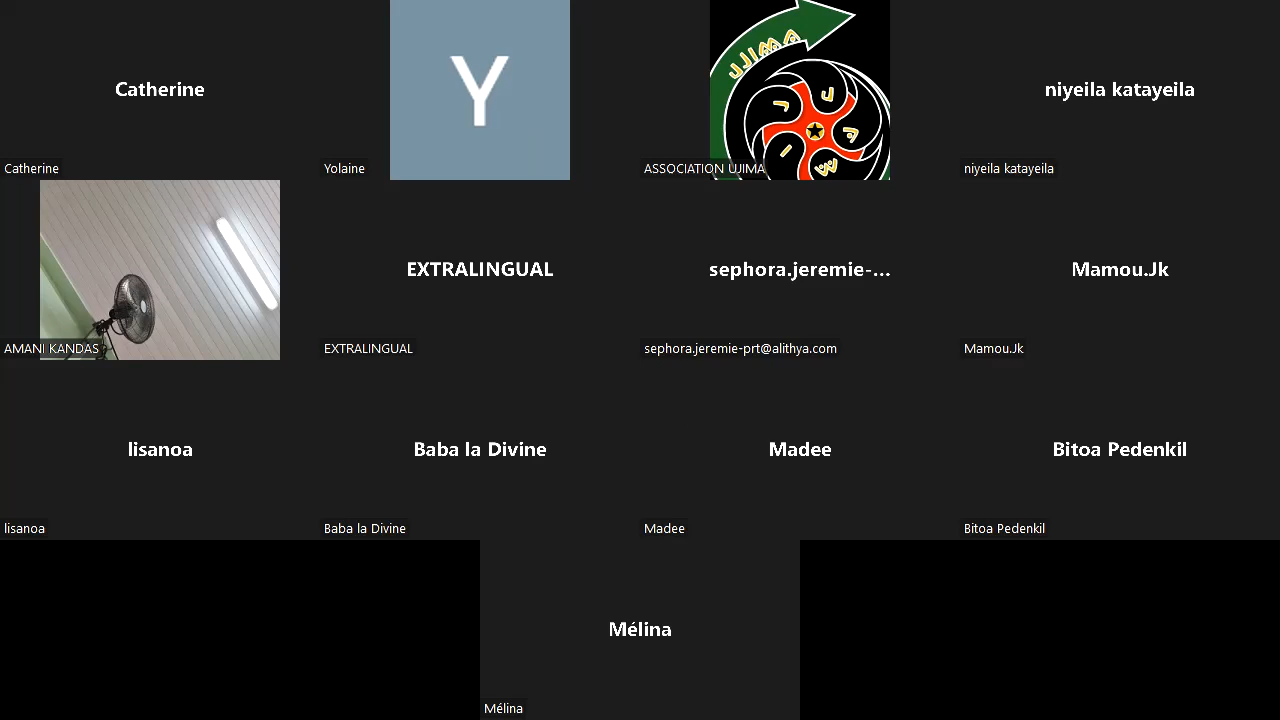 Catherine
Catherine
Y
Yolaine
UJIMA
U
J
I
M
A
ASSOCIATION UJIMA
niyeila katayeila
niyeila katayeila
AMANI KANDAS
EXTRALINGUAL
EXTRALINGUAL
sephora.jeremie-...
sephora.jeremie-prt@alithya.com
Mamou.Jk
Mamou.Jk
lisanoa
lisanoa
Baba la Divine
Baba la Divine
Madee
Madee
Bitoa Pedenkil
Bitoa Pedenkil
Mélina
Mélina